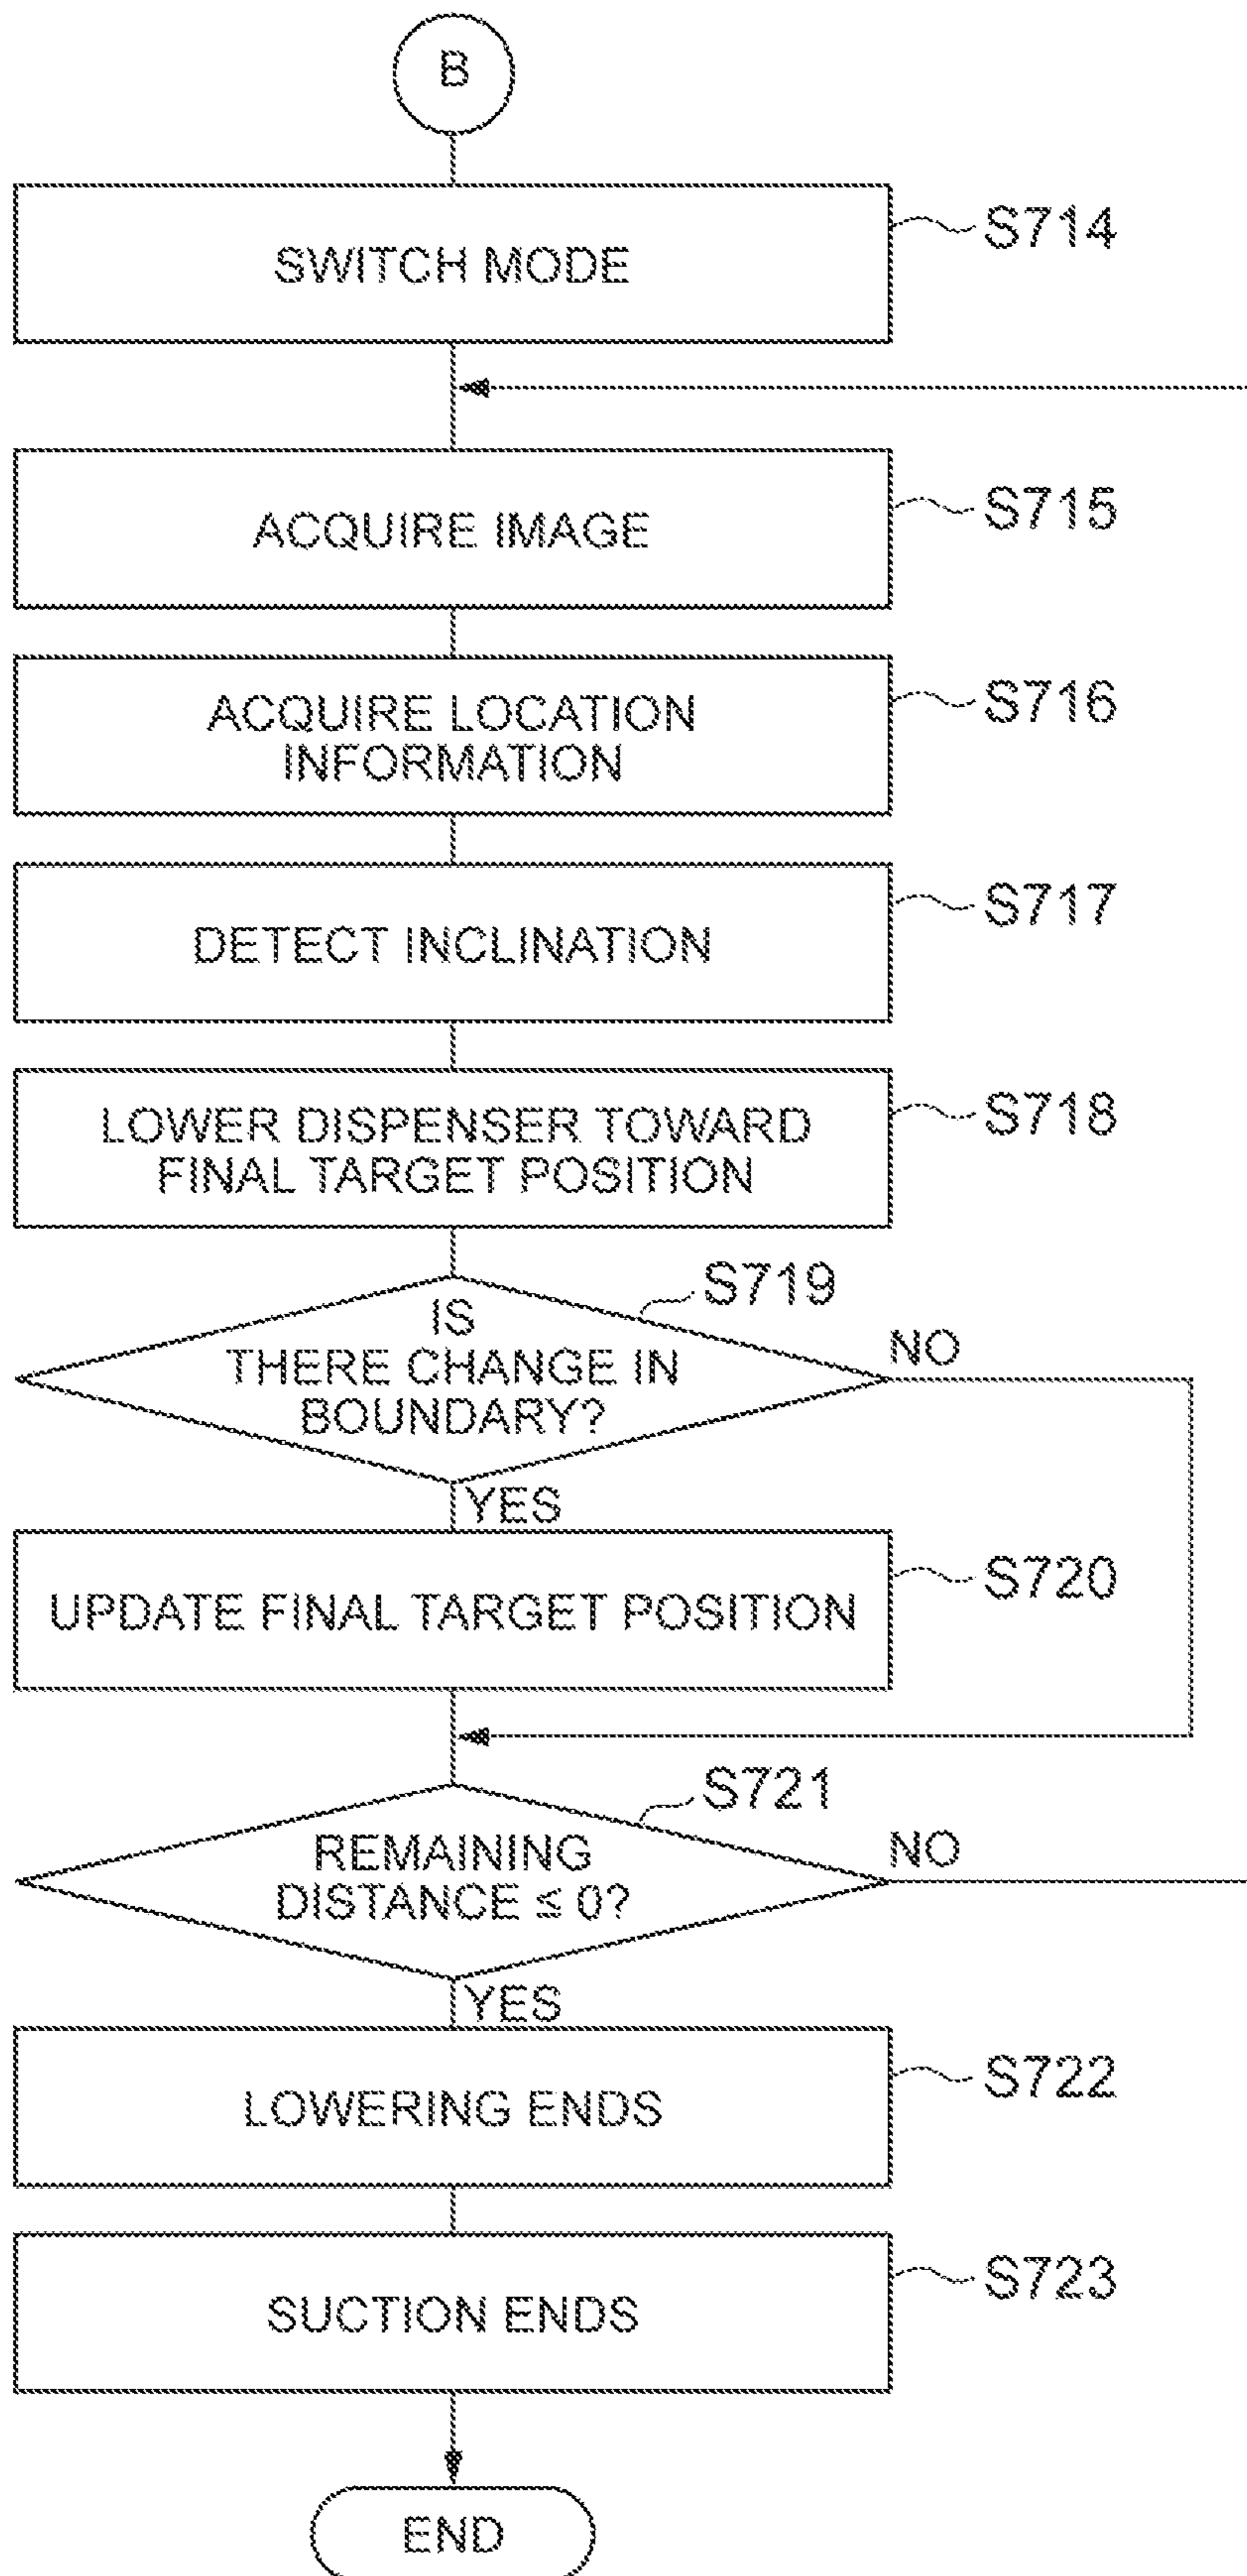 B
SWITCH MODE
S714
ACQUIRE IMAGE
S715
ACQUIRE LOCATION
INFORMATION
S716
DETECT INCLINATION
S717
LOWER DISPENSER TOWARD
FINAL TARGET POSITION
S718
S719
IS
THERE CHANGE IN
BOUNDARY?
NO
YES
UPDATE FINAL TARGET POSITION
S720
S721
REMAINING
DISTANCE ≤ 0?
NO
YES
LOWERING ENDS
S722
SUCTION ENDS
S723
END